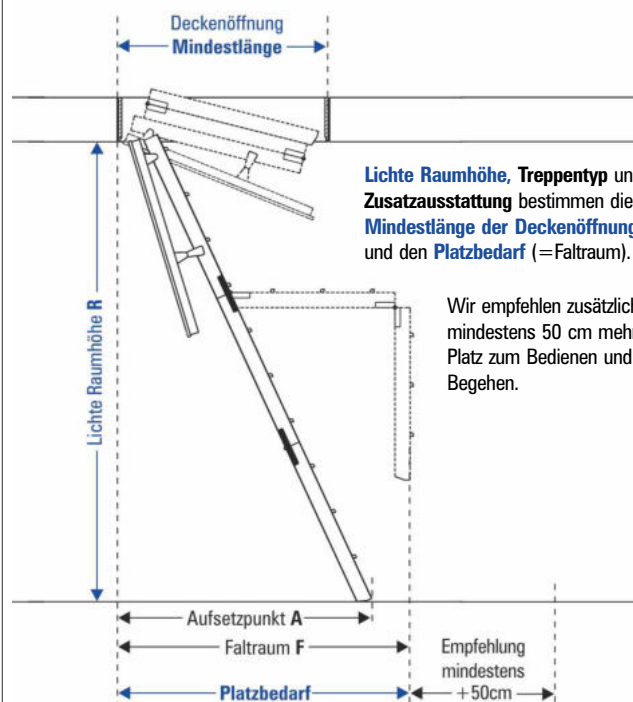 Deckenöffnung
Mindestlänge
Lichte Raumhöhe, Treppentyp un
Zusatzausstattung bestimmen die
Mindestlänge der Deckenöffnung
und den Platzbedarf (=Faltraum).
Wir empfehlen zusätzlich
mindestens 50 cm mehr
Platz zum Bedienen und
Begehen.
Lichte Raumhöhe R
Aufsetzpunkt A
Faltraum F
Platzbedarf
Empfehlung
mindestens
+50cm